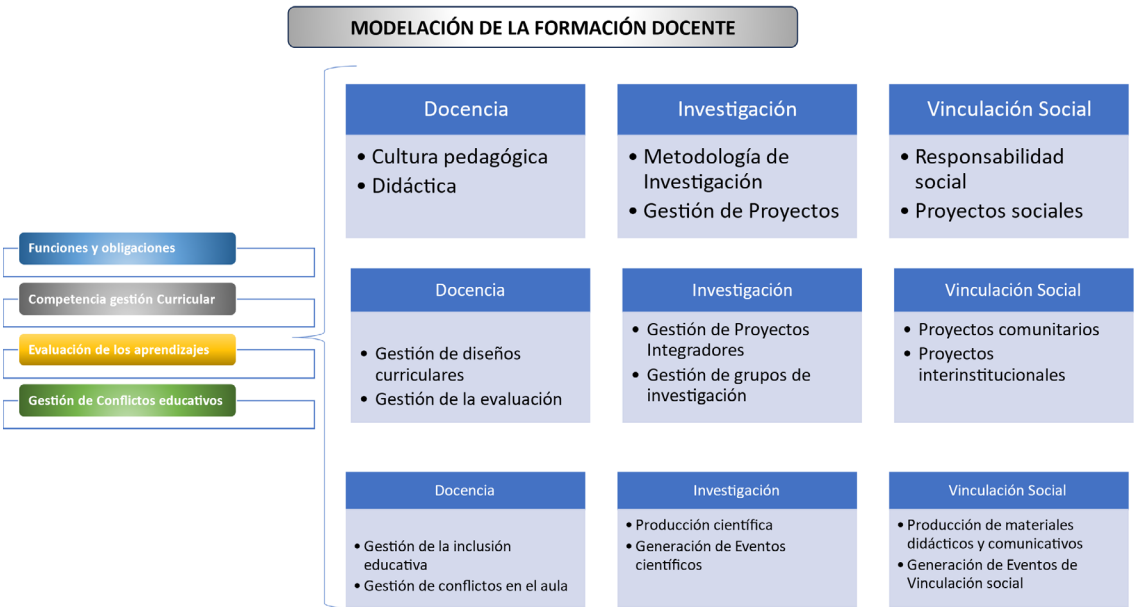 MODELACIÓN DE LA FORMACIÓN DOCENTE
Funciones y obligaciones
Competencia gestión Curricular
Evaluación de los aprendizajes
Gestión de Conflictos educativos
Docencia
• Cultura pedagógica
• Didáctica
Investigación
• Metodología de
Investigación
• Gestión de Proyectos
Vinculación Social
• Responsabilidad
social
• Proyectos sociales
Docencia
• Gestión de diseños
curriculares
• Gestión de la evaluación
Investigación
• Gestión de Proyectos
Integradores
• Gestión de grupos de
investigación
Vinculación Social
• Proyectos comunitarios
• Proyectos
interinstitucionales
Docencia
• Gestión de la inclusión
educativa
• Gestión de conflictos en el aula
Investigación
• Producción científica
• Generación de Eventos
científicos
Vinculación Social
• Producción de materiales
didácticos y comunicativos
• Generación de Eventos de
Vinculación social